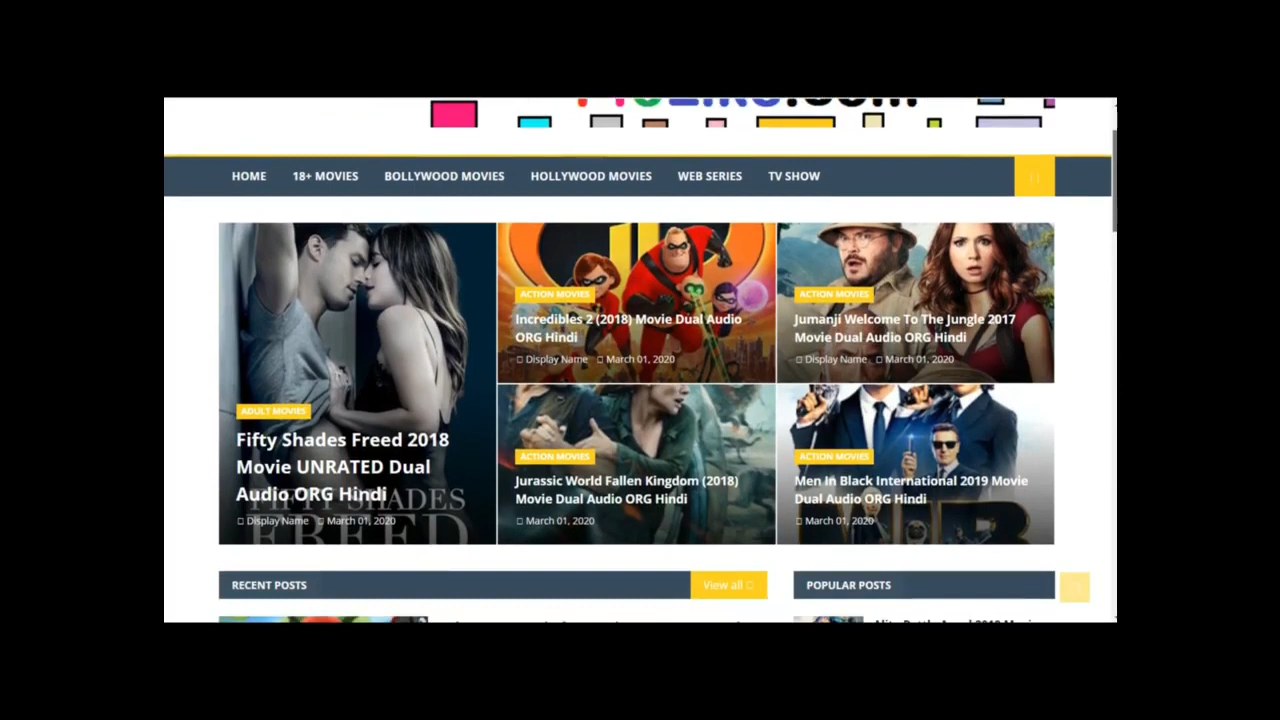 HOME 18+ MOVIES BOLLYWOOD MOVIES HOLLYWOOD MOVIES WEB SERIES TV SHOW
ADULT MOVIES
Fifty Shades Freed 2018
Movie UNRATED Dual
Audio ORG Hindi
Display Name March 01, 2020
FIFTY SHADES
FREED
ACTION MOVIES
Incredibles 2 (2018) Movie Dual Audio
ORG Hindi
Display Name March 01, 2020
ACTION MOVIES
Jumanji Welcome To The Jungle 2017
Movie Dual Audio ORG Hindi
Display Name March 01, 2020
ACTION MOVIES
Jurassic World Fallen Kingdom (2018)
Movie Dual Audio ORG Hindi
March 01, 2020
ACTION MOVIES
Men In Black International 2019 Movie
Dual Audio ORG Hindi
March 01, 2020
RECENT POSTS
View all
POPULAR POSTS